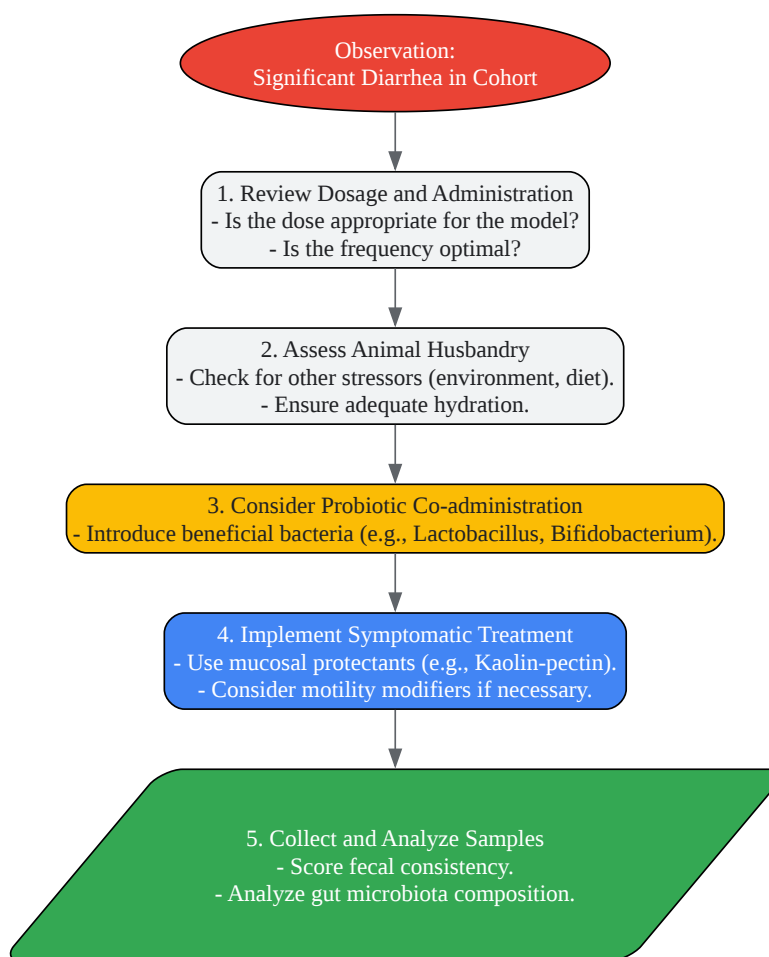 Observation:
Significant Diarrhea in Cohort
1. Review Dosage and Administration
- Is the dose appropriate for the model?
- Is the frequency optimal?
2. Assess Animal Husbandry
- Check for other stressors (environment, diet).
- Ensure adequate hydration.
3. Consider Probiotic Co-administration
- Introduce beneficial bacteria (e.g., Lactobacillus, Bifidobacterium).
4. Implement Symptomatic Treatment
- Use mucosal protectants (e.g., Kaolin-pectin).
- Consider motility modifiers if necessary.
5. Collect and Analyze Samples
- Score fecal consistency.
- Analyze gut microbiota composition.